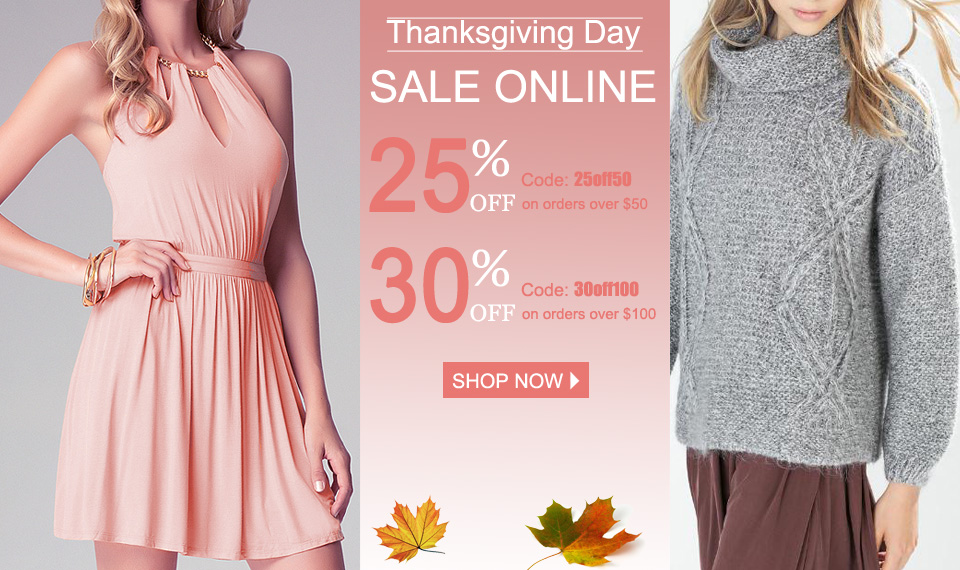 Thanksgiving Day
SALE ONLINE
25% OFF
Code: 25off50
on orders over $50
30% OFF
Code: 30off100
on orders over $100
SHOP NOW